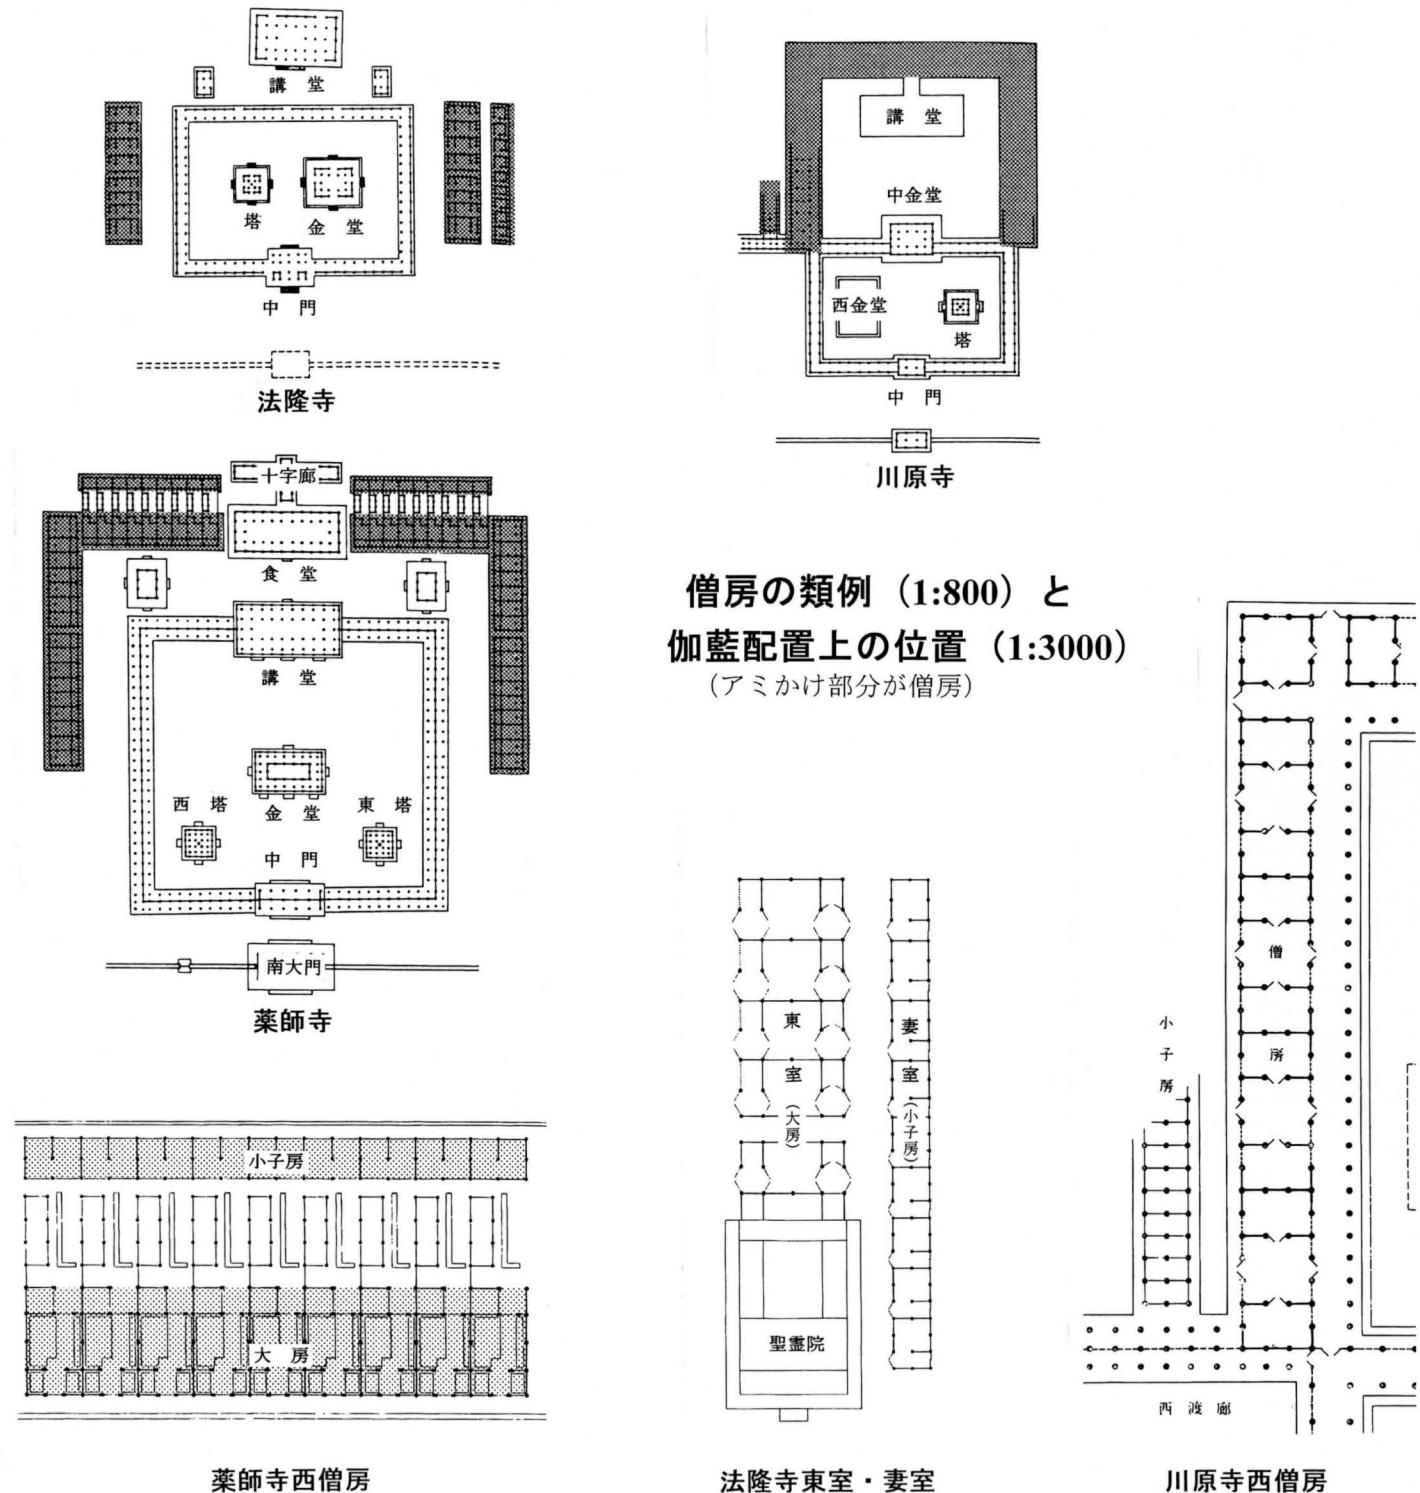 講堂
塔
金堂
中門
法隆寺
講堂
中金堂
西金堂
塔
中門
川原寺
十字廊
食堂
講堂
西塔
金堂
東塔
中門
南大門
薬師寺
僧房の類例（1:800）と
伽藍配置上の位置（1:3000）
（アミかけ部分が僧房）
小子房
大房
薬師寺西僧房
東室（大房）
妻室（小子房）
聖霊院
法隆寺東室・妻室
僧房
小子房
西渡廊
川原寺西僧房